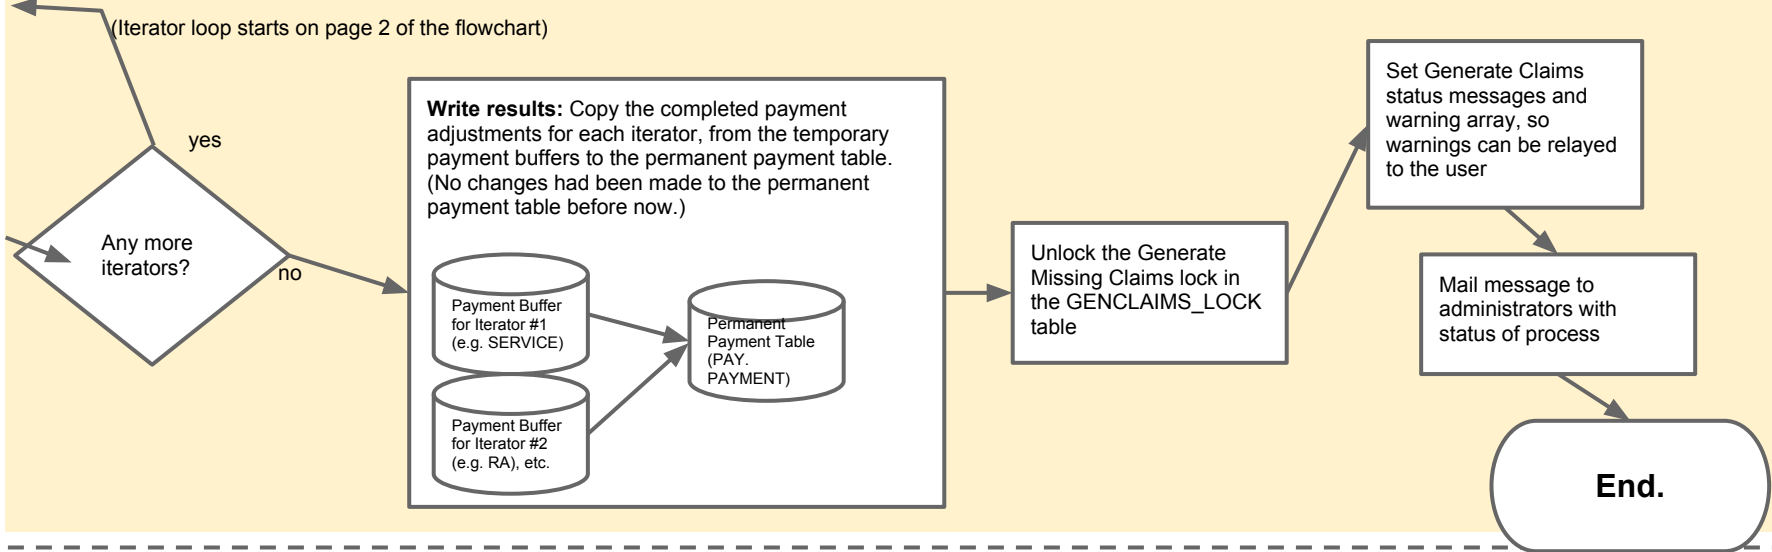 (Iterator loop starts on page 2 of the flowchart)
yes
Any more
iterators?
no
Write results: Copy the completed payment
adjustments for each iterator, from the temporary
payment buffers to the permanent payment table.
(No changes had been made to the permanent
payment table before now.)
Payment Buffer
for Iterator #1
(e.g. SERVICE)
Payment Buffer
for Iterator #2
(e.g. RA), etc.
Permanent
Payment Table
(PAY.
PAYMENT)
Unlock the Generate
Missing Claims lock in
the GENCLAIMS_LOCK
table
Set Generate Claims
status messages and
warning array, so
warnings can be relayed
to the user
Mail message to
administrators with
status of process
End.